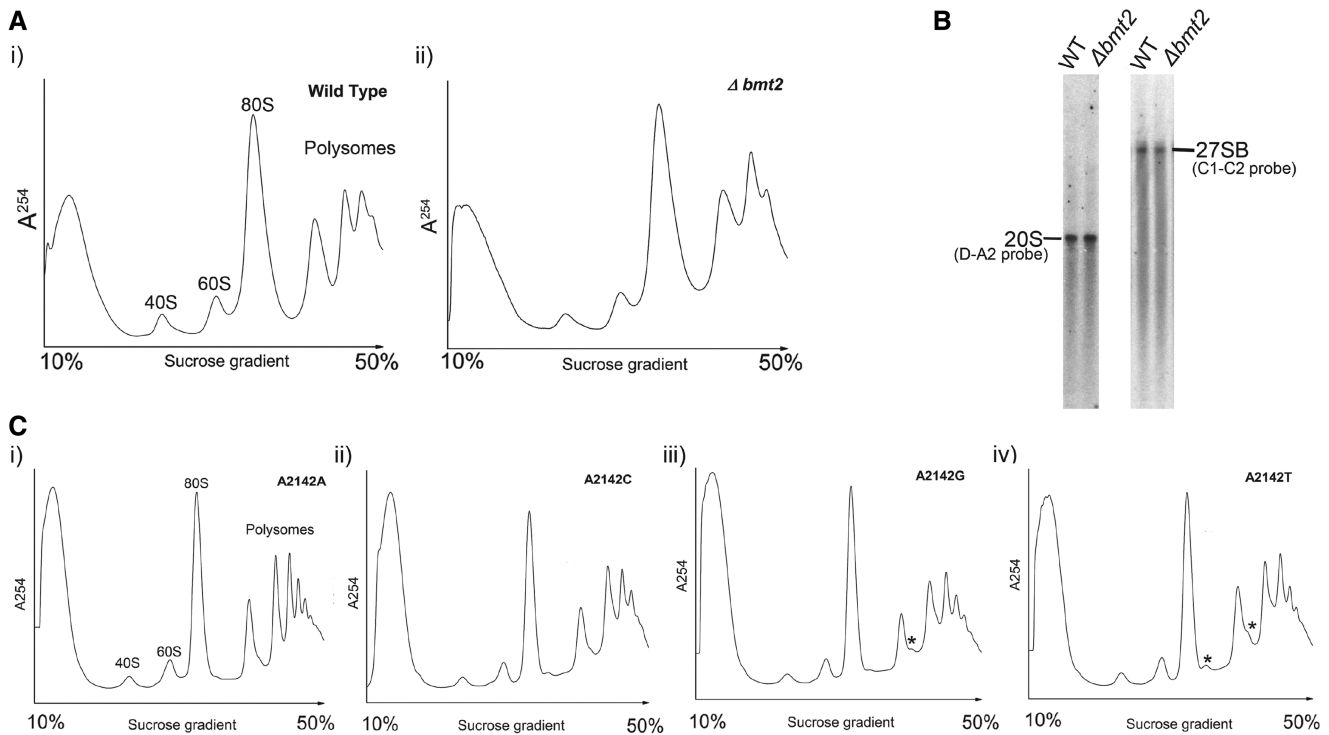 A
i)
Wild Type
80S
Polysomes
60S
40S
A254
10%
Sucrose gradient
50%
ii)
Δ bmt2
A254
10%
Sucrose gradient
50%
B
WT
Δbmt2
WT
Δbmt2
27SB
(C1-C2 probe)
20S
(D-A2 probe)
C
i)
A2142A
80S
Polysomes
60S
40S
A254
10%
Sucrose gradient
50%
ii)
A2142C
A254
10%
Sucrose gradient
50%
iii)
A2142G
*
A254
10%
Sucrose gradient
50%
iv)
A2142T
*
*
A254
10%
Sucrose gradient
50%